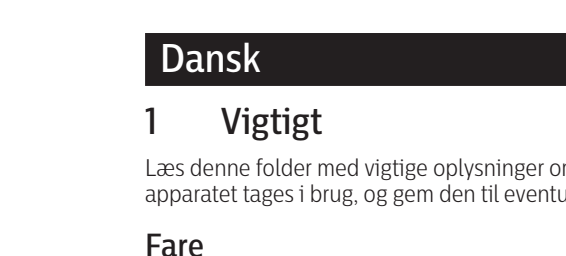 Dansk
1 Vigtigt
Læs denne folder med vigtige oplysninger
apparatet tages i brug, og gem den til
Fare